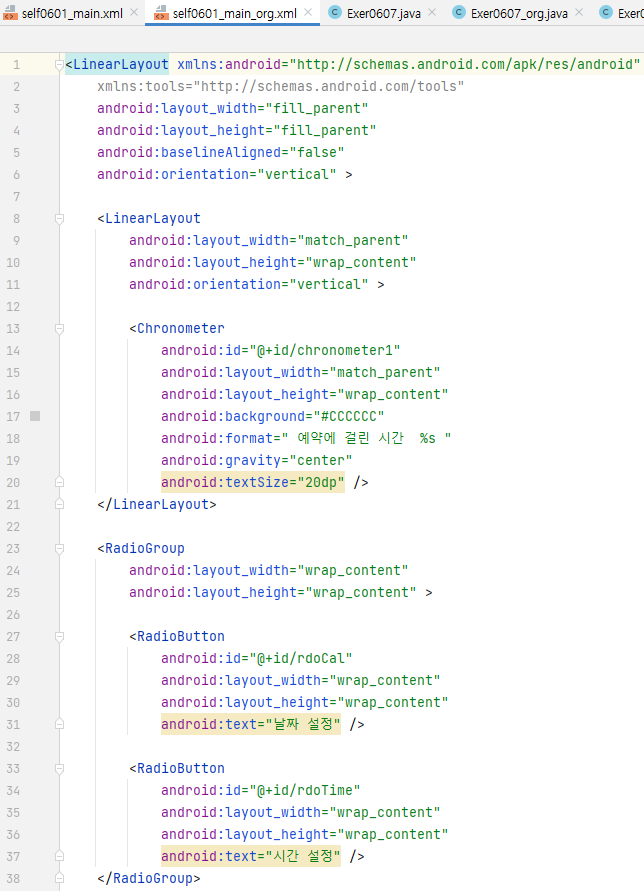 self0601_main.xml self0601_main_org.xml Exer0607.java Exer0607_org.java Exer
1 <LinearLayout xmlns:android="http://schemas.android.com/apk/res/android"
2 xmlns:tools="http://schemas.android.com/tools"
3 android:layout_width="fill_parent"
4 android:layout_height="fill_parent"
5 android:baselineAligned="false"
6 android:orientation="vertical" >
7
8 <LinearLayout
9 android:layout_width="match_parent"
10 android:layout_height="wrap_content"
11 android:orientation="vertical" >
12
13 <Chronometer
14 android:id="@+id/chronometer1"
15 android:layout_width="match_parent"
16 android:layout_height="wrap_content"
17 android:background="#CCCCCC"
18 android:format=" 예약에 걸린 시간  %s "
19 android:gravity="center"
20 android:textSize="20dp" />
21 </LinearLayout>
22
23 <RadioGroup
24 android:layout_width="wrap_content"
25 android:layout_height="wrap_content" >
26
27 <RadioButton
28 android:id="@+id/rdoCal"
29 android:layout_width="wrap_content"
30 android:layout_height="wrap_content"
31 android:text="날짜 설정" />
32
33 <RadioButton
34 android:id="@+id/rdoTime"
35 android:layout_width="wrap_content"
36 android:layout_height="wrap_content"
37 android:text="시간 설정" />
38 </RadioGroup>